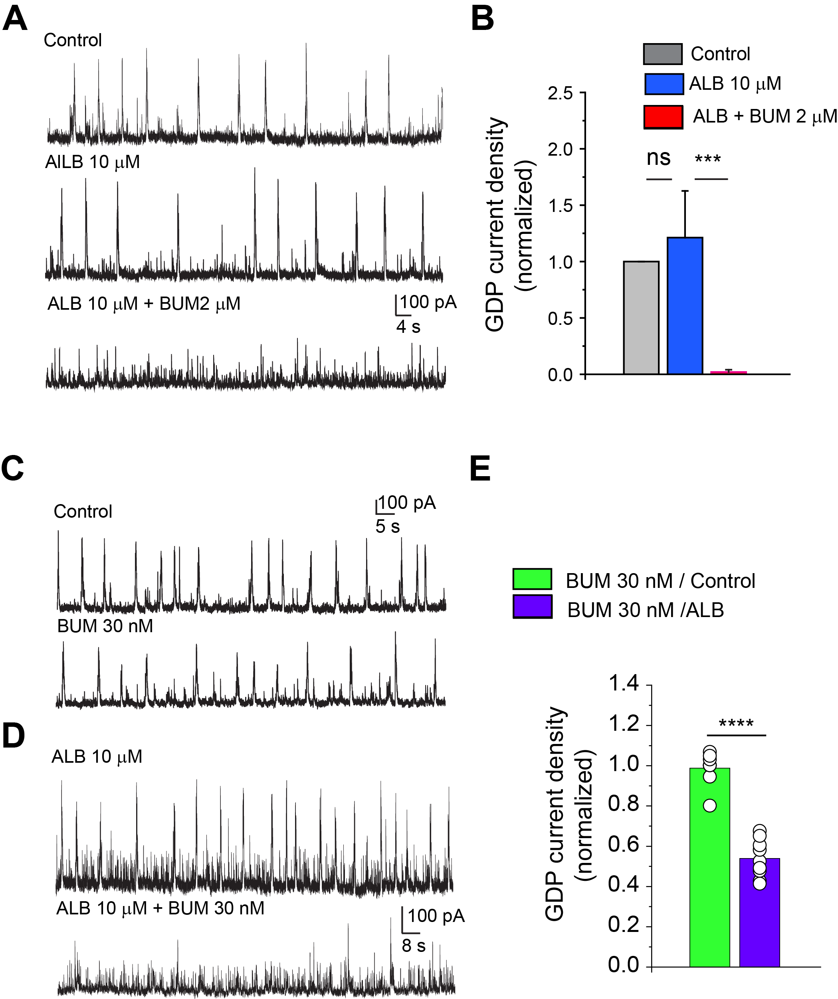 A
Control
AlLB 10 μM
ALB 10 μM + BUM2 μM
100 pA
4 s
B
Control
ALB 10 μM
ALB + BUM 2 μM
GDP current density
(normalized)
2.5
2.0
1.5
1.0
0.5
0.0
ns
***
C
Control
100 pA
5 s
BUM 30 nM
D
ALB 10 μM
ALB 10 μM + BUM 30 nM
100 pA
8 s
E
BUM 30 nM / Control
BUM 30 nM /ALB
GDP current density
(normalized)
1.4
1.2
1.0
0.8
0.6
0.4
0.2
0.0
****